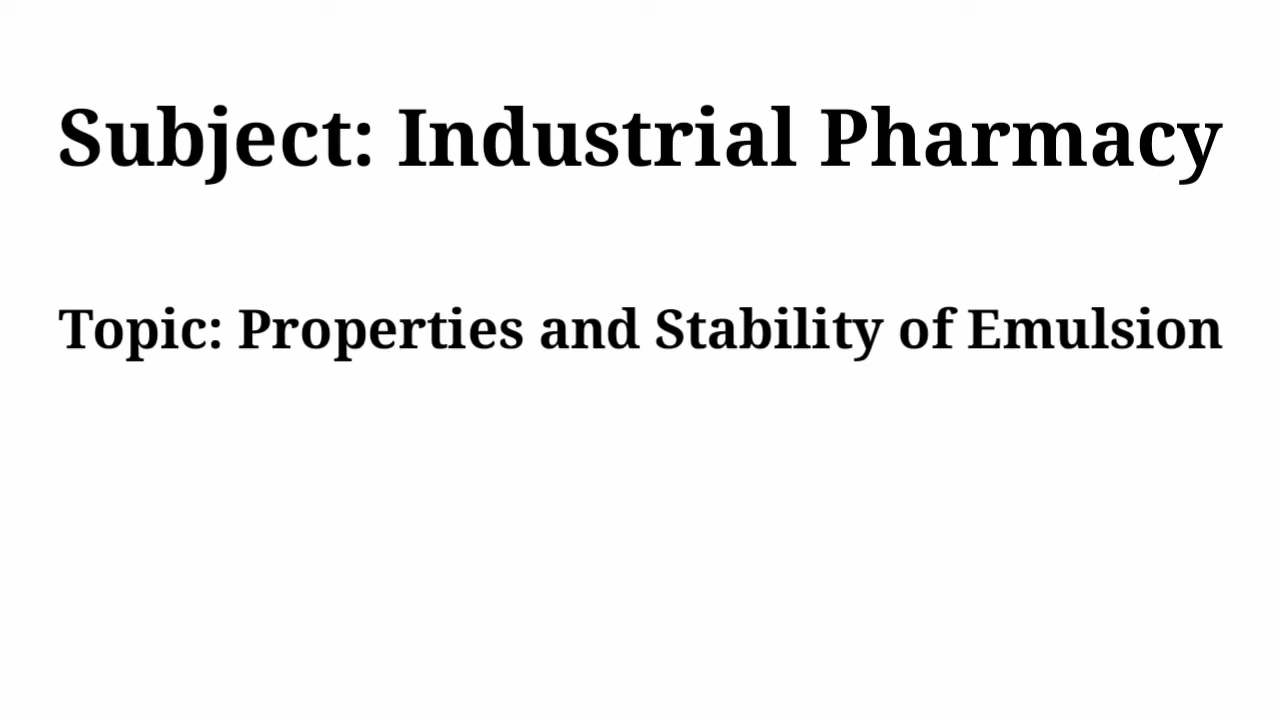 Subject: Industrial Pharmacy
Topic: Properties and Stability of Emulsion